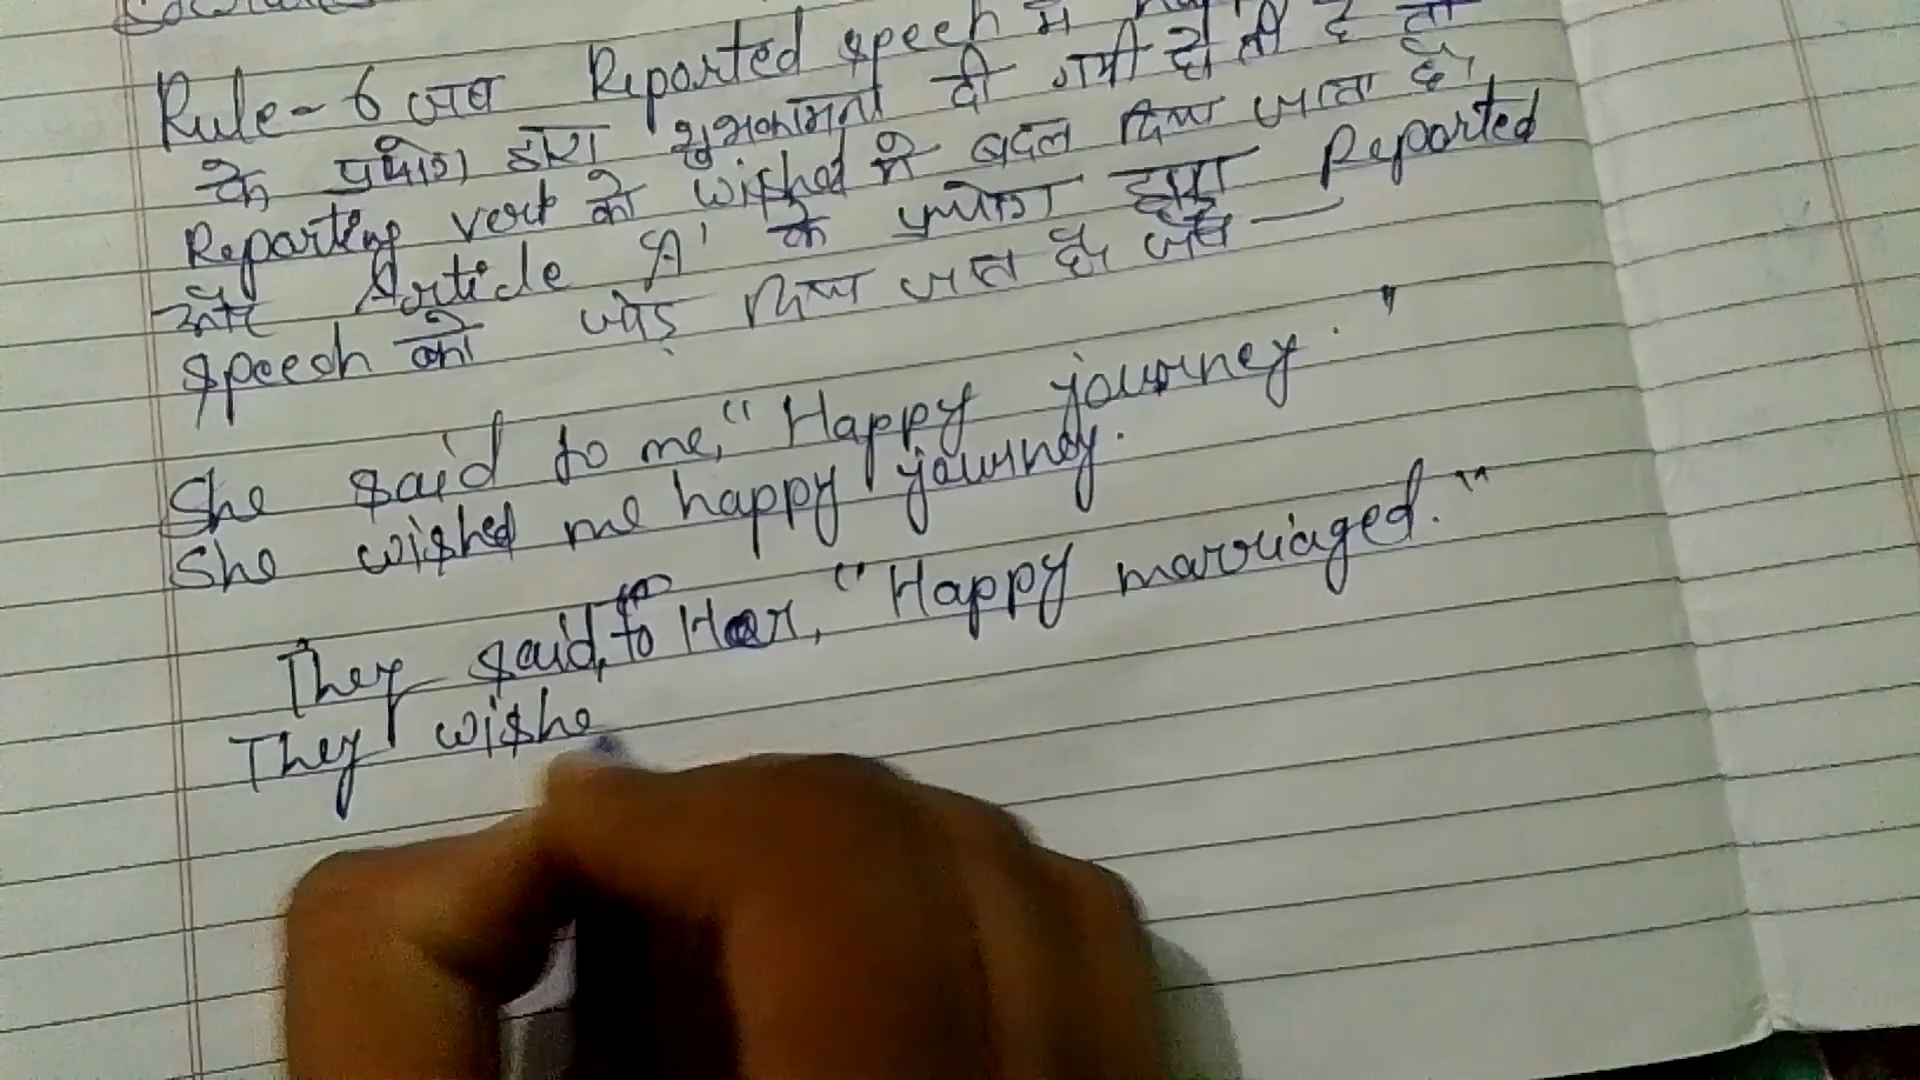 Rule-6 जब Reported speech में
के प्रयोग द्वारा शुभकामना दी गयी होती है तो
Reporting verb को wished में बदल दिया जाता है।
और Article 'A' के प्रयोग द्वारा Reported
speech को जोड़ दिया जाता है। जैसे —
She said to me, "Happy journey."
She wished me happy journey.
They said, to Her, "Happy marriaged."
They wishe